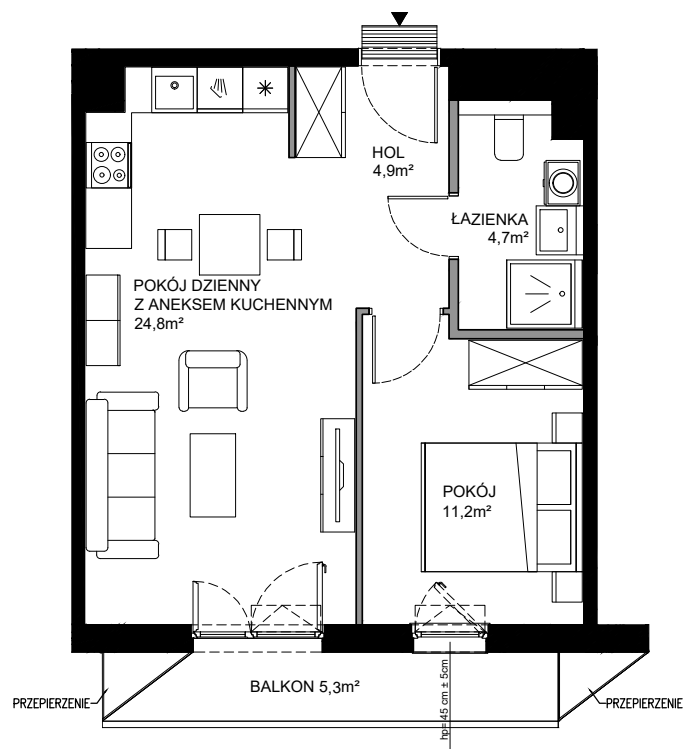 HOL
4,9m²
ŁAZIENKA
4,7m²
POKÓJ DZIENNY
Z ANEKSEM KUCHENNYM
24,8m²
POKÓJ
11,2m²
BALKON 5,3m²
PRZEPIERZENIE
PRZEPIERZENIE
hp=45 cm ± 5cm